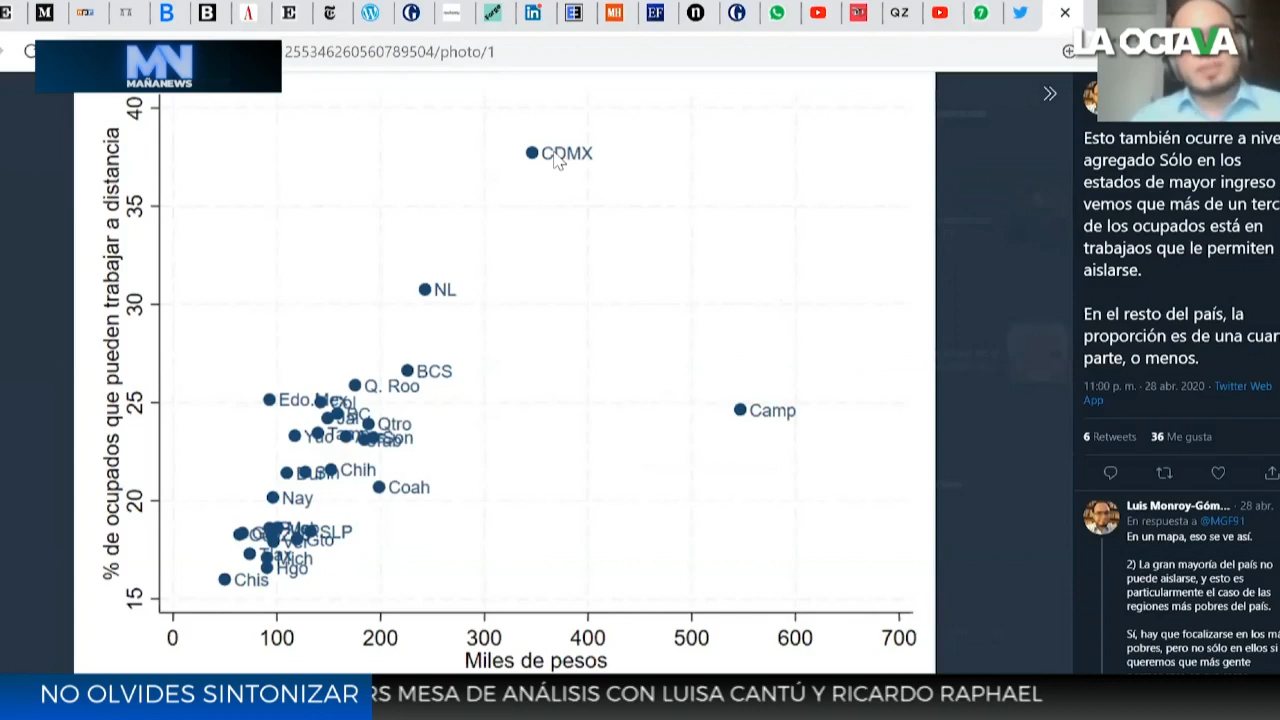 255346260560789504/photo/1
MN
MAÑANEWS
LA OCTAVA
% de ocupados que pueden trabajar a distancia
40
35
30
25
20
15
CDMX
NL
BCS
Q. Roo
Camp
Edo.Mex
Col
BC
Jal
Qtro
Son
Chih
Coah
Nay
SLP
Gto
Tlax
Mich
Hgo
Chis
0 100 200 300 400 500 600 700
Miles de pesos
Esto también ocurre a nive
agregado Sólo en los
estados de mayor ingreso
vemos que más de un terc
de los ocupados está en
trabajaos que le permiten
aislarse.
En el resto del país, la
proporción es de una cuar
parte, o menos.
11:00 p. m. · 28 abr. 2020 · Twitter Web
App
6 Retweets 36 Me gusta
Luis Monroy-Góm... · 28 abr.
En respuesta a @MGF91
En un mapa, eso se ve así.
2) La gran mayoría del país no
puede aislarse, y esto es
particularmente el caso de las
regiones más pobres del país.
Sí, hay que focalizarse en los má
pobres, pero no sólo en ellos si
queremos que más gente
NO OLVIDES SINTONIZAR
RS MESA DE ANÁLISIS CON LUISA CANTÚ Y RICARDO RAPHAEL